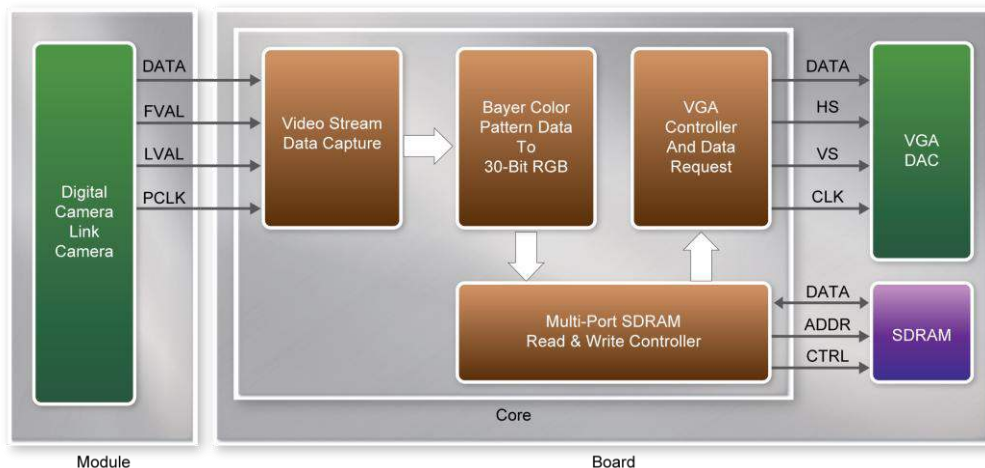 Digital
Camera
Link
Camera
DATA
FVAL
LVAL
PCLK
Video Stream
Data Capture
Bayer Color
Pattern Data
To
30-Bit RGB
VGA
Controller
And Data
Request
DATA
HS
VS
CLK
VGA
DAC
Multi-Port SDRAM
Read & Write Controller
DATA
ADDR
CTRL
SDRAM
Core
Module
Board